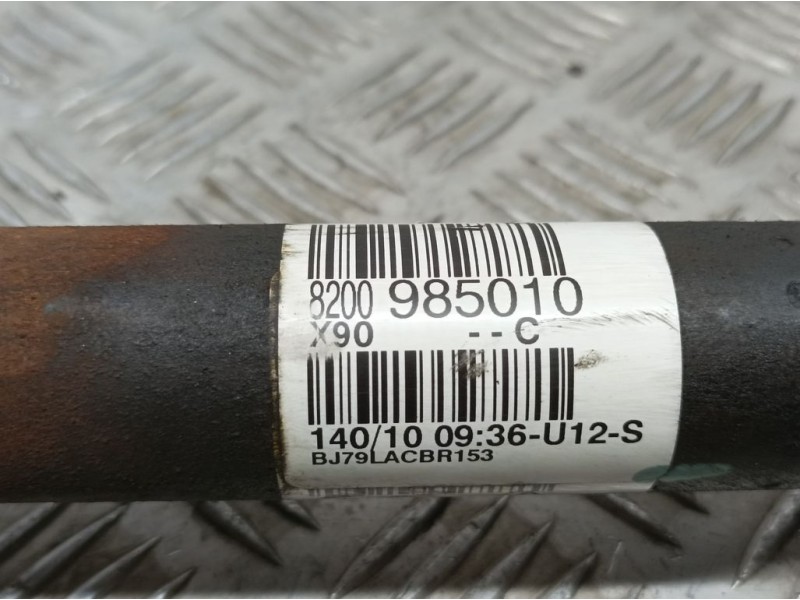 8200 985010
X90 - - C
140/10 09:36-U12-S
BJ79LACBR153